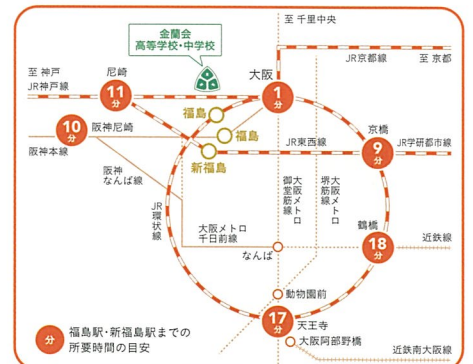 至 千里中央
金蘭会
高等学校・中学校
JR京都線
至 京都
至 神戸
JR神戸線
尼崎
11分
大阪
1分
福島
福島
新福島
10分
阪神尼崎
阪神本線
阪神
なんば線
京橋
9分
JR東西線
JR学研都市線
大阪メトロ
御堂筋線
大阪メトロ
堺筋線
JR環状線
大阪メトロ
千日前線
鶴橋
18分
近鉄線
なんば
動物園前
17分
天王寺
大阪阿部野橋
近鉄南大阪線
分
福島駅・新福島駅までの
所要時間の目安